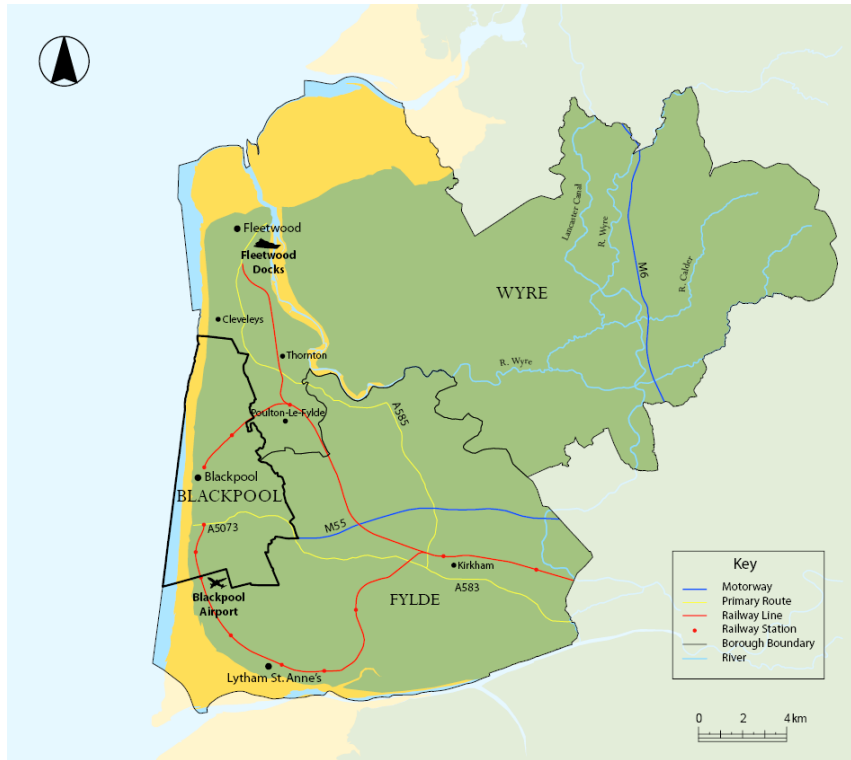 Lancaster Canal
R. Wyre
M6
R. Calder
Fleetwood
Fleetwood
Docks
WYRE
Cleveleys
Thornton
R. Wyre
A585
Poulton-Le-Fylde
Blackpool
BLACKPOOL
A5073
M55
Kirkham
A583
Blackpool
Airport
FYLDE
Lytham St. Anne's
Key
Motorway
Primary Route
Railway Line
Railway Station
Borough Boundary
River
0 2 4km